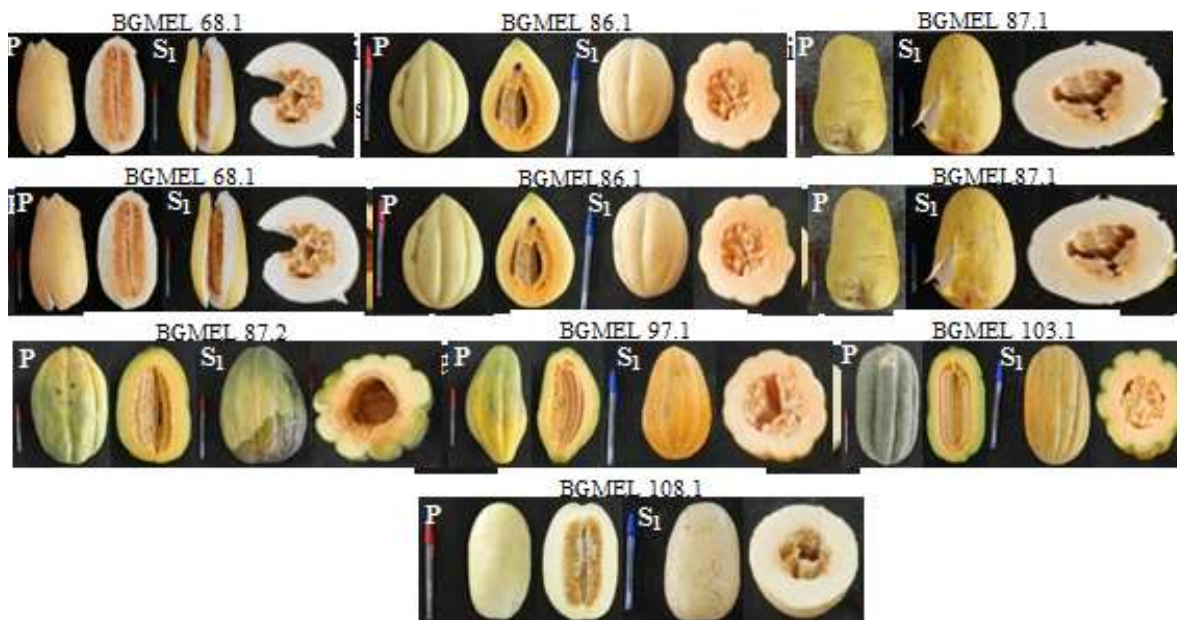 BGMEL 68.1 BGMEL 86.1 BGMEL 87.1
P S1 P S1 P S1
BGMEL 68.1 BGMEL 86.1 BGMEL87.1
P S1 P S1 P S1
BGMEL 87.2 BGMEL 97.1 BGMEL 103.1
P S1 P S1 P S1
BGMEL 108.1
P S1